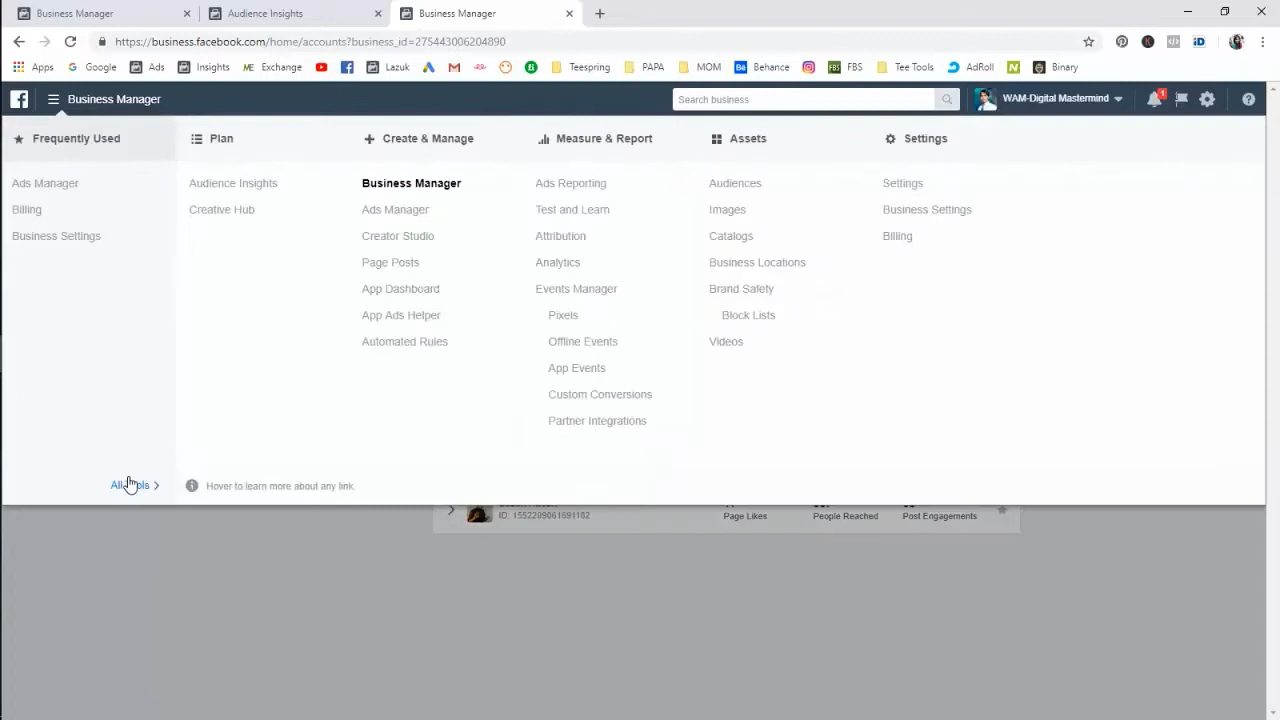 Business Manager
Audience Insights
Business Manager
https://business.facebook.com/home/accounts?business_id=275443006204890
Apps
Google
Ads
Insights
Exchange
Lazuk
Teespring
PAPA
MOM
Behance
FBS
Tee Tools
AdRoll
Binary
Business Manager
Search business
WAM-Digital Mastermind
1
Frequently Used
Ads Manager
Billing
Business Settings
All
Plan
Audience Insights
Creative Hub
Create & Manage
Business Manager
Ads Manager
Creator Studio
Page Posts
App Dashboard
App Ads Helper
Automated Rules
Measure & Report
Ads Reporting
Test and Learn
Attribution
Analytics
Events Manager
Pixels
Offline Events
App Events
Custom Conversions
Partner Integrations
Assets
Audiences
Images
Catalogs
Business Locations
Brand Safety
Block Lists
Videos
Settings
Settings
Business Settings
Billing
Hover to learn more about any link.
ID: 1552209061691182
Page Likes
People Reached
Post Engagements